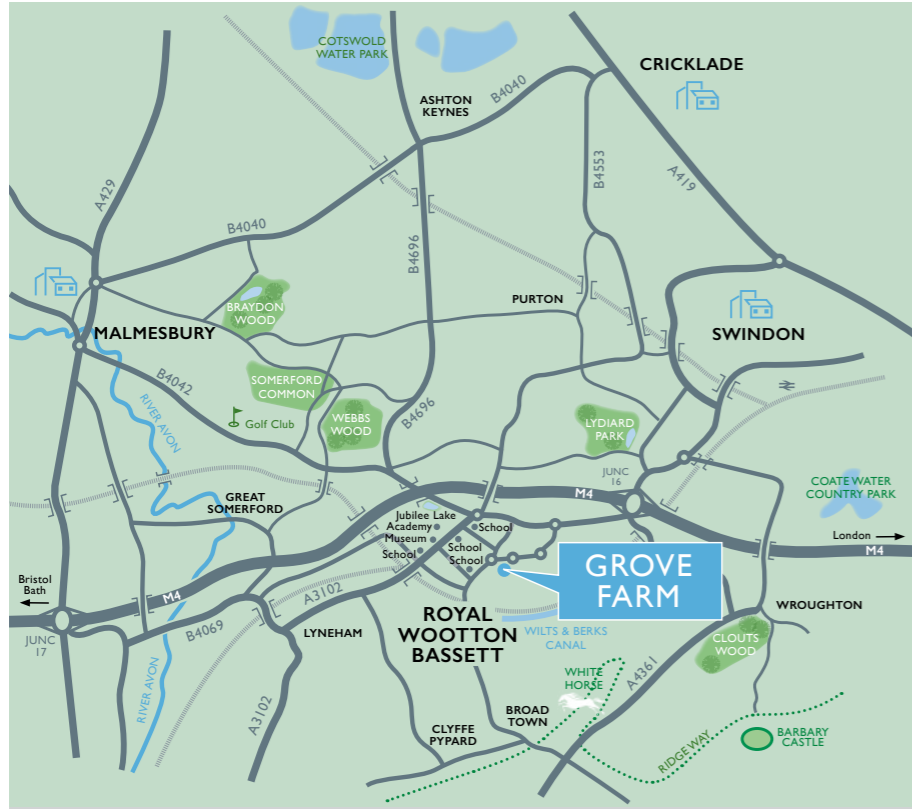 COTSWOLD
WATER PARK
CRICKLADE
ASHTON
KEYNES
B4040
B4553
A419
A429
B4040
B4696
BRAYDON
WOOD
PURTON
MALMESBURY
SWINDON
SOMERFORD
COMMON
B4042
Golf Club
WEBBS
WOOD
B4696
LYDIARD
PARK
RIVER AVON
JUNC
16
M4
COATE WATER
COUNTRY PARK
GREAT
SOMERFORD
Jubilee Lake
Academy
Museum
School
School
School
School
London
M4
GROVE
FARM
Bristol
Bath
M4
A3102
JUNC
17
B4069
LYNEHAM
ROYAL
WOOTTON
BASSETT
WILTS & BERKS
CANAL
WROUGHTON
CLOUTS
WOOD
RIVER AVON
A3102
WHITE
HORSE
A4361
BROAD
TOWN
CLYFFE
PYPARD
RIDGE WAY
BARBARY
CASTLE